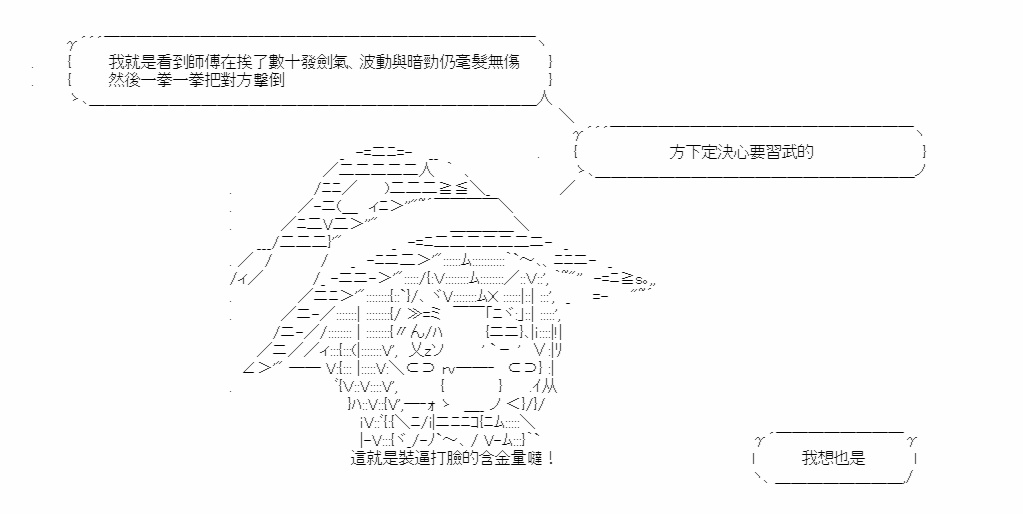 我就是看到師傅在挨了數十發劍氣、波動與暗勁仍毫髮無傷
然後一拳一拳把對方擊倒
方下定決心要習武的
這就是裝逼打臉的含金量噠！
我想也是